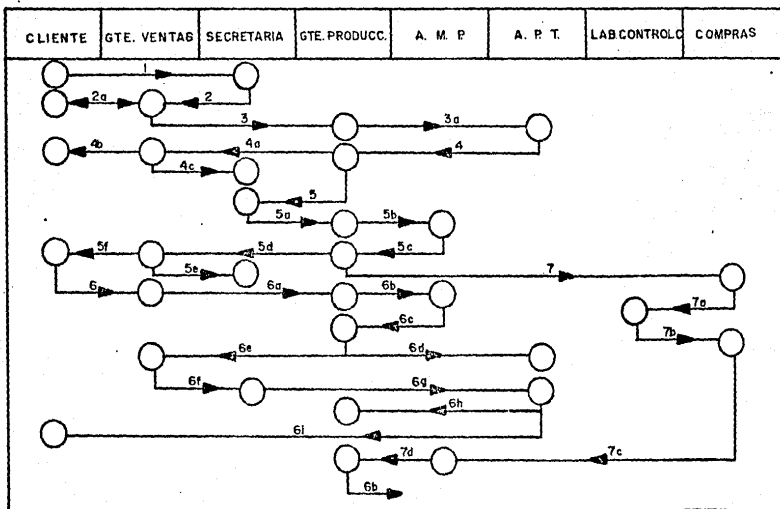 CLIENTE GTE. VENTAS SECRETARIA GTE. PRODUCC. A. M. P. A. P. T. LAB.CONTROLC COMPRAS
1
2a 2
3 3a
4b 4a 4
4c
5
5a 5b
5f 5d 5c
5e 7
6 6a 6b
7a
6c
7b
6e 6d
6f 6g
6h
6i
7d 7c
6b